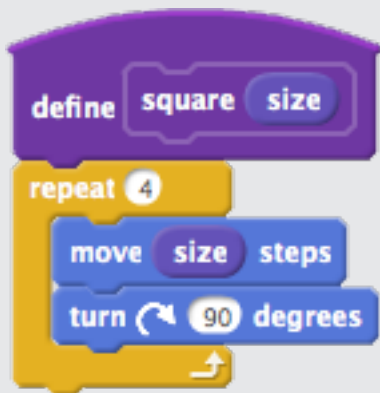 define square size
repeat 4
move size steps
turn 90 degrees